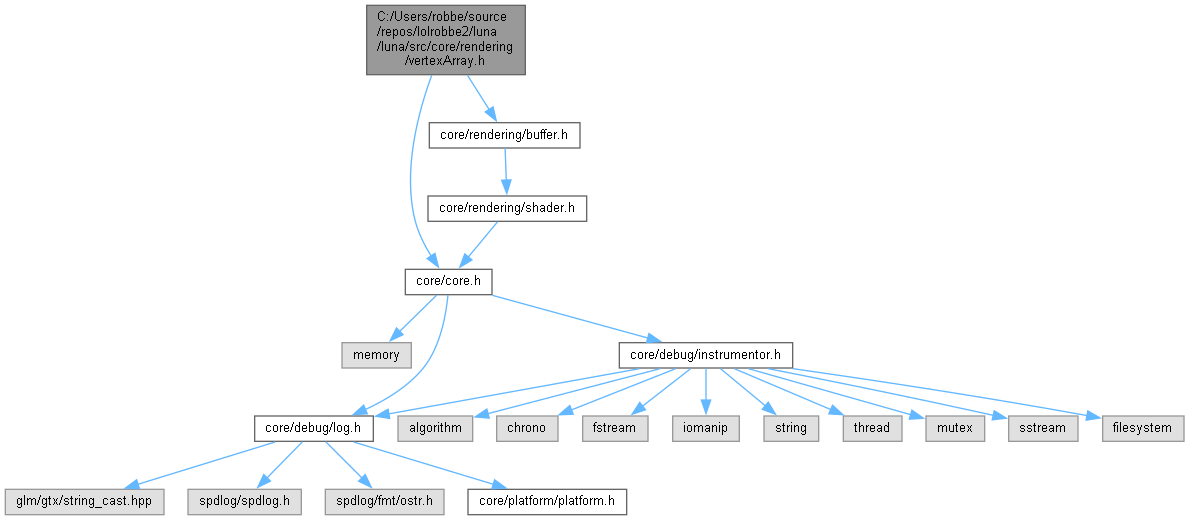 C:/Users/robbe/source
/repos/lolrobbe2/luna
/luna/src/core/rendering
/vertexArray.h
core/rendering/buffer.h
core/rendering/shader.h
core/core.h
memory
core/debug/instrumentor.h
core/debug/log.h
algorithm
chrono
fstream
iomanip
string
thread
mutex
sstream
filesystem
glm/gtx/string_cast.hpp
spdlog/spdlog.h
spdlog/fmt/ostr.h
core/platform/platform.h